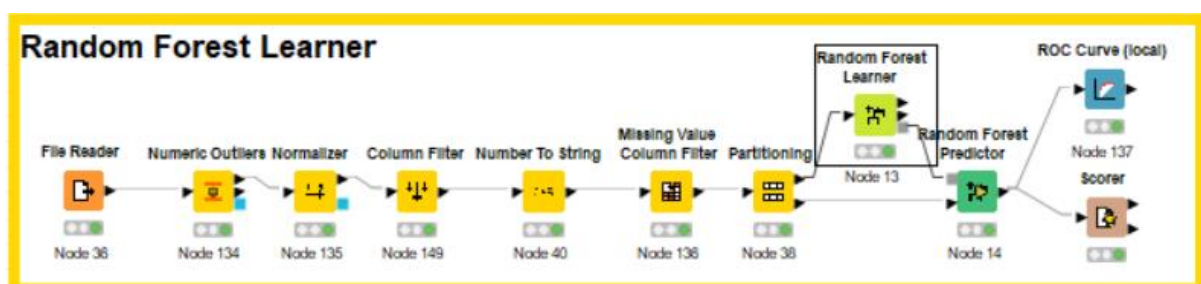 Random Forest Learner
ROC Curve (local)
Random Forest
Learner
Missing Value
Random Forest
File Reader
Numeric Outliers
Normalizer
Column Filter
Number To String
Column Filter
Partitioning
Predictor
Node 137
Node 13
Scorer
Node 36
Node 134
Node 135
Node 149
Node 40
Node 136
Node 38
Node 14